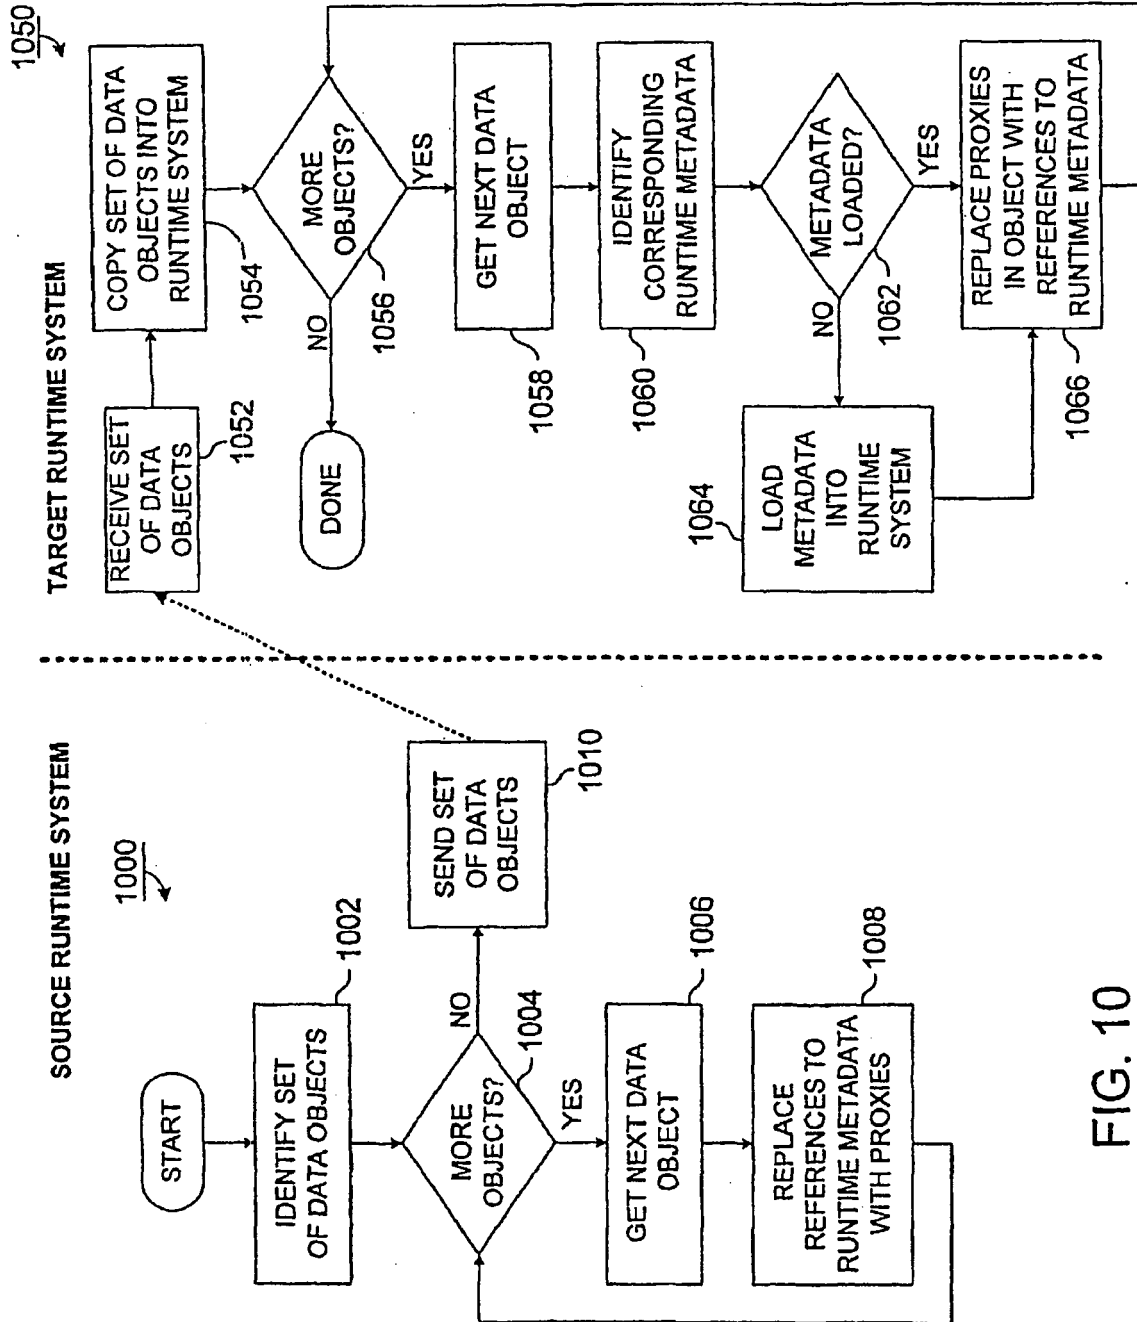 SOURCE RUNTIME SYSTEM
1000
START
IDENTIFY SET
OF DATA OBJECTS
1002
MORE
OBJECTS?
1004
NO
YES
SEND SET
OF DATA
OBJECTS
1010
GET NEXT DATA
OBJECT
1006
REPLACE
REFERENCES TO
RUNTIME METADATA
WITH PROXIES
1008
TARGET RUNTIME SYSTEM
1050
RECEIVE SET
OF DATA
OBJECTS
1052
COPY SET OF DATA
OBJECTS INTO
RUNTIME SYSTEM
1054
MORE
OBJECTS?
1056
NO
YES
DONE
GET NEXT DATA
OBJECT
1058
IDENTIFY
CORRESPONDING
RUNTIME METADATA
1060
METADATA
LOADED?
1062
NO
YES
LOAD
METADATA
INTO
RUNTIME
SYSTEM
1064
REPLACE PROXIES
IN OBJECT WITH
REFERENCES TO
RUNTIME METADATA
1066
FIG. 10